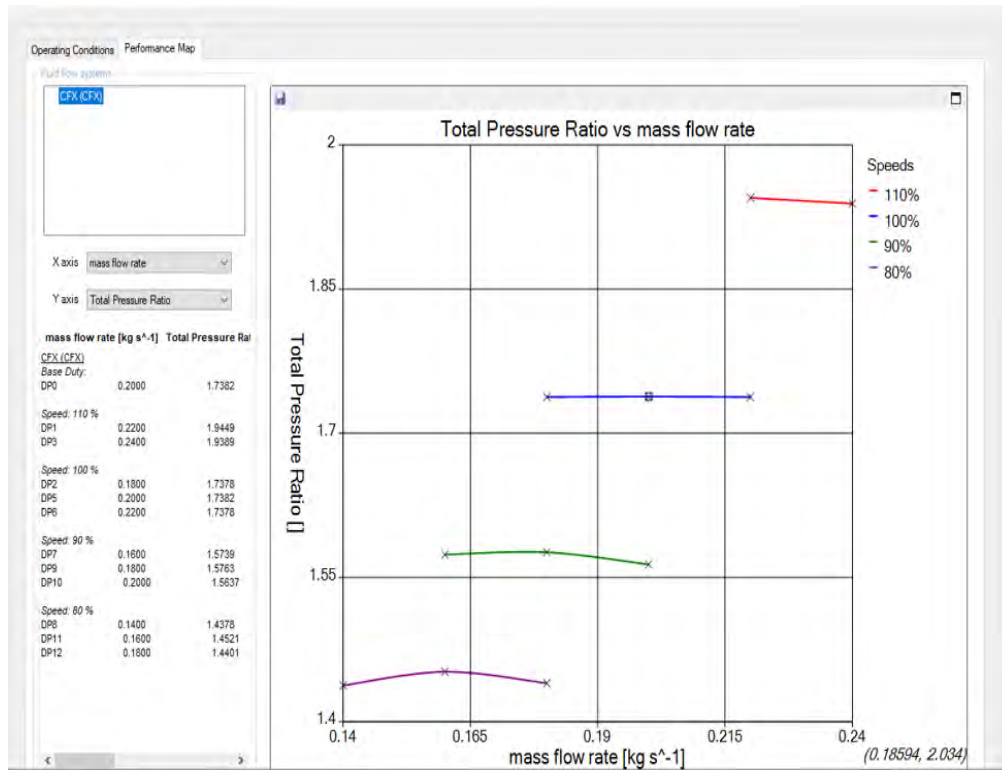 Operating Conditions Performance Map
Fluid flow systems
CFX (CFX)
X axis mass flow rate
Y axis Total Pressure Ratio
mass flow rate [kg s^-1] Total Pressure Rat
CFX (CFX)
Base Duty:
DP0 0.2000 1.7382
Speed: 110 %
DP1 0.2200 1.9449
DP3 0.2400 1.9389
Speed: 100 %
DP2 0.1800 1.7378
DP5 0.2000 1.7382
DP6 0.2200 1.7378
Speed: 90 %
DP7 0.1600 1.5739
DP9 0.1800 1.5763
DP10 0.2000 1.5637
Speed: 80 %
DP8 0.1400 1.4378
DP11 0.1600 1.4521
DP12 0.1800 1.4401
Total Pressure Ratio vs mass flow rate
2
1.85
1.7
1.55
1.4
Total Pressure Ratio []
0.14 0.165 0.19 0.215 0.24
mass flow rate [kg s^-1]
(0.18594, 2.034)
Speeds
110%
100%
90%
80%